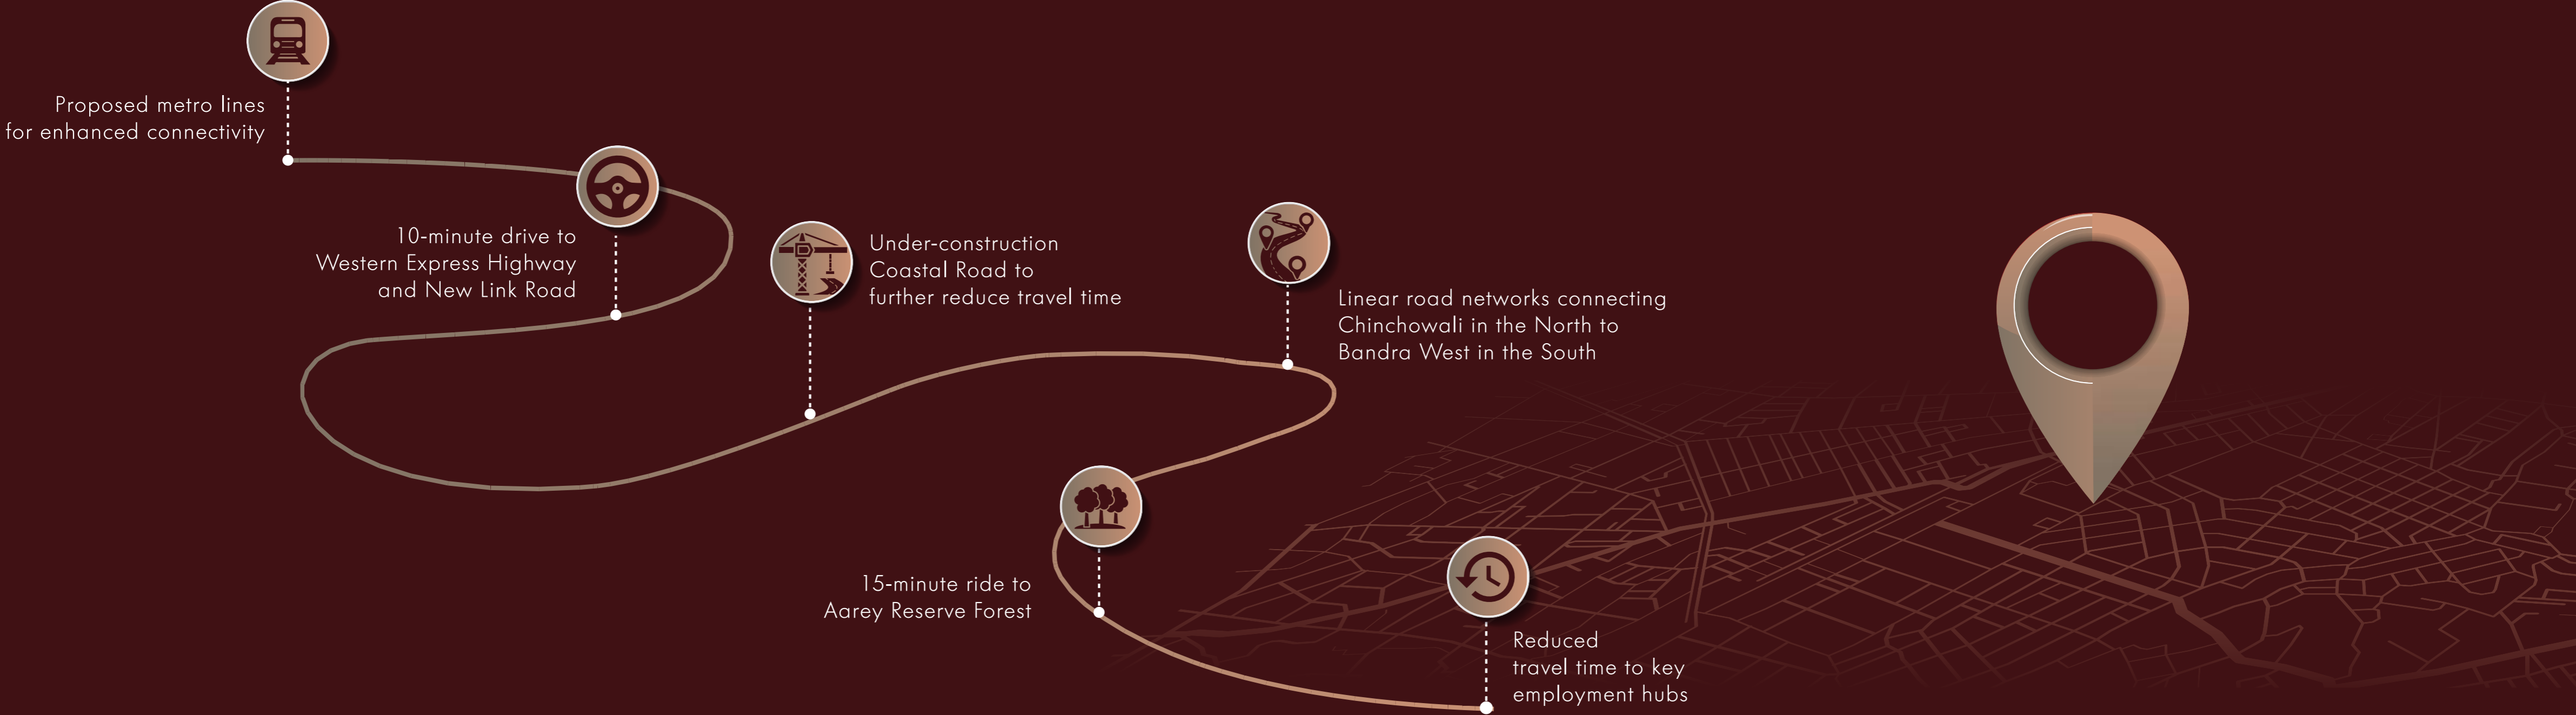 Proposed metro lines
for enhanced connectivity
10-minute drive to
Western Express Highway
and New Link Road
Under-construction
Coastal Road to
further reduce travel time
Linear road networks connecting
Chinchowali in the North to
Bandra West in the South
15-minute ride to
Aarey Reserve Forest
Reduced
travel time to key
employment hubs